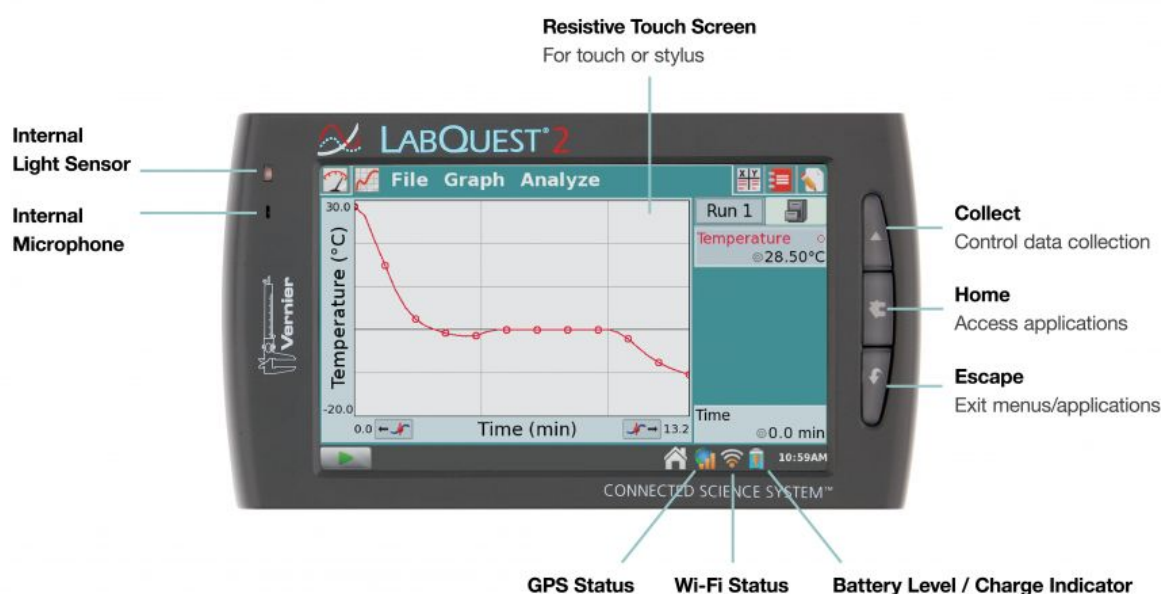 Resistive Touch Screen
For touch or stylus
Internal
Light Sensor
Internal
Microphone
LABQUEST® 2
File Graph Analyze
X Y
30.0
Temperature (°C)
-20.0
0.0
Time (min)
13.2
Run 1
Temperature
28.50°C
Time
0.0 min
10:59AM
Vernier
CONNECTED SCIENCE SYSTEM™
Collect
Control data collection
Home
Access applications
Escape
Exit menus/applications
GPS Status
Wi-Fi Status
Battery Level / Charge Indicator